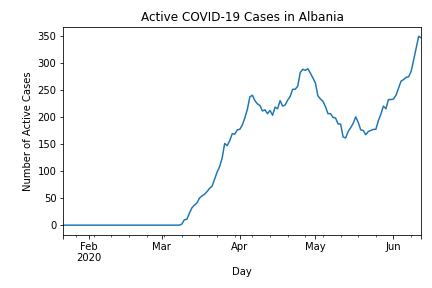 Active COVID-19 Cases in Albania
Number of Active Cases
350
300
250
200
150
100
50
0
Feb
2020
Mar
Apr
May
Jun
Day